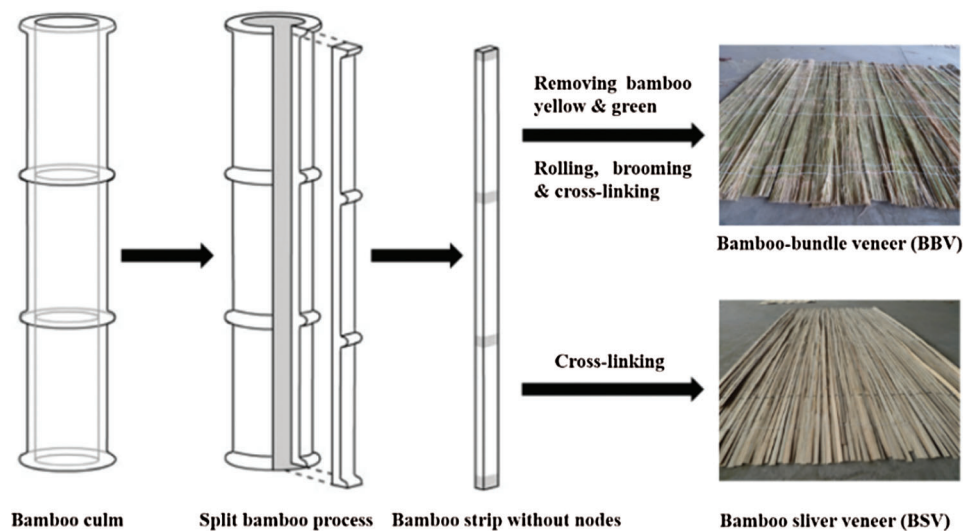 Removing bamboo
yellow & green
Rolling, brooming
& cross-linking
Bamboo-bundle veneer (BBV)
Cross-linking
Bamboo culm
Split bamboo process
Bamboo strip without nodes
Bamboo sliver veneer (BSV)